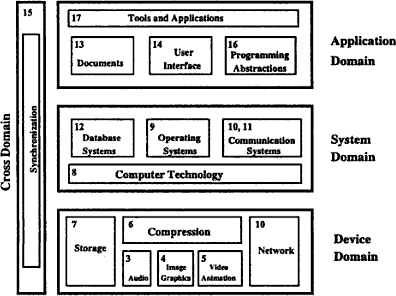 15
Cross Domain
Synchronization
17 Tools and Applications
13 Documents
14 User
Interface
16 Programming
Abstractions
Application
Domain
12 Database
Systems
9 Operating
Systems
10, 11
Communication
Systems
8 Computer Technology
System
Domain
7
Storage
6
Compression
3
Audio
4 Image
Graphics
5 Video
Animation
10
Network
Device
Domain